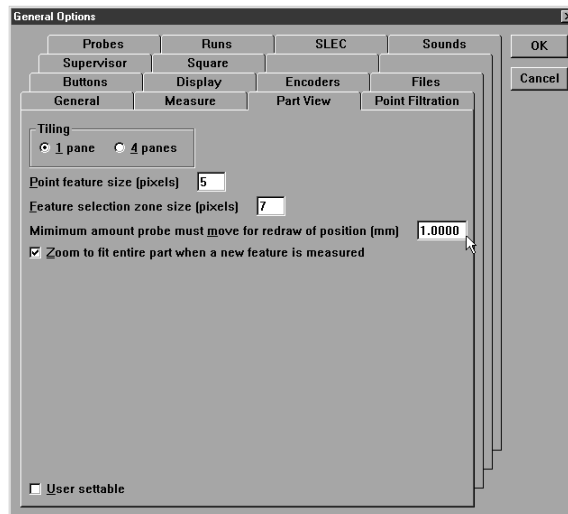 General Options
Probes Runs SLEC Sounds OK
Supervisor Square
Buttons Display Encoders Files Cancel
General Measure Part View Point Filtration
Tiling
1 pane 4 panes
Point feature size (pixels) 5
Feature selection zone size (pixels) 7
Mimimum amount probe must move for redraw of position (mm) 1.0000
Zoom to fit entire part when a new feature is measured
User settable